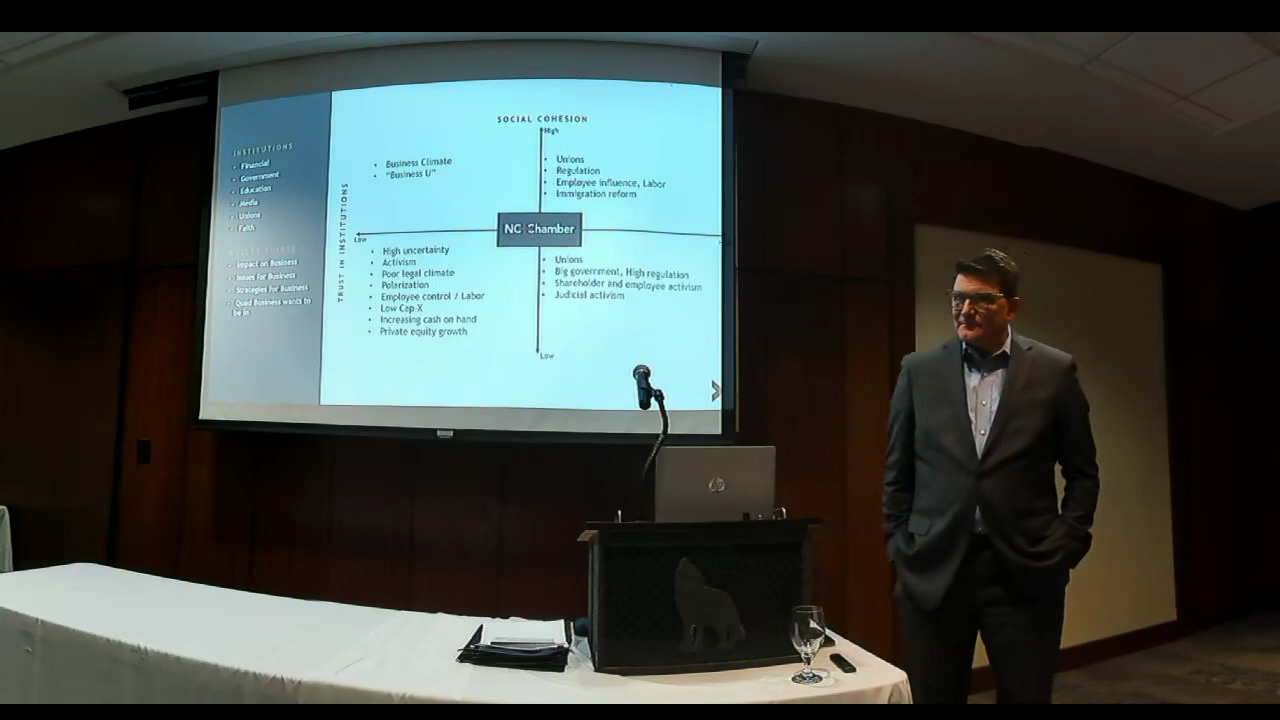 INSTITUTIONS
• Financial
• Government
• Education
• Media
• Unions
• Faith
BULLET POINTS
• Impact on Business
• Issues for Business
• Strategies for Business
• Quad Business wants to
be in
SOCIAL COHESION
High
• Business Climate
• "Business U"
• Unions
• Regulation
• Employee influence, Labor
• Immigration reform
TRUST IN INSTITUTIONS
Low
NC Chamber
• High uncertainty
• Activism
• Poor legal climate
• Polarization
• Employee control / Labor
• Low Cap-X
• Increasing cash on hand
• Private equity growth
• Unions
• Big government, High regulation
• Shareholder and employee activism
• Judicial activism
Low
hp